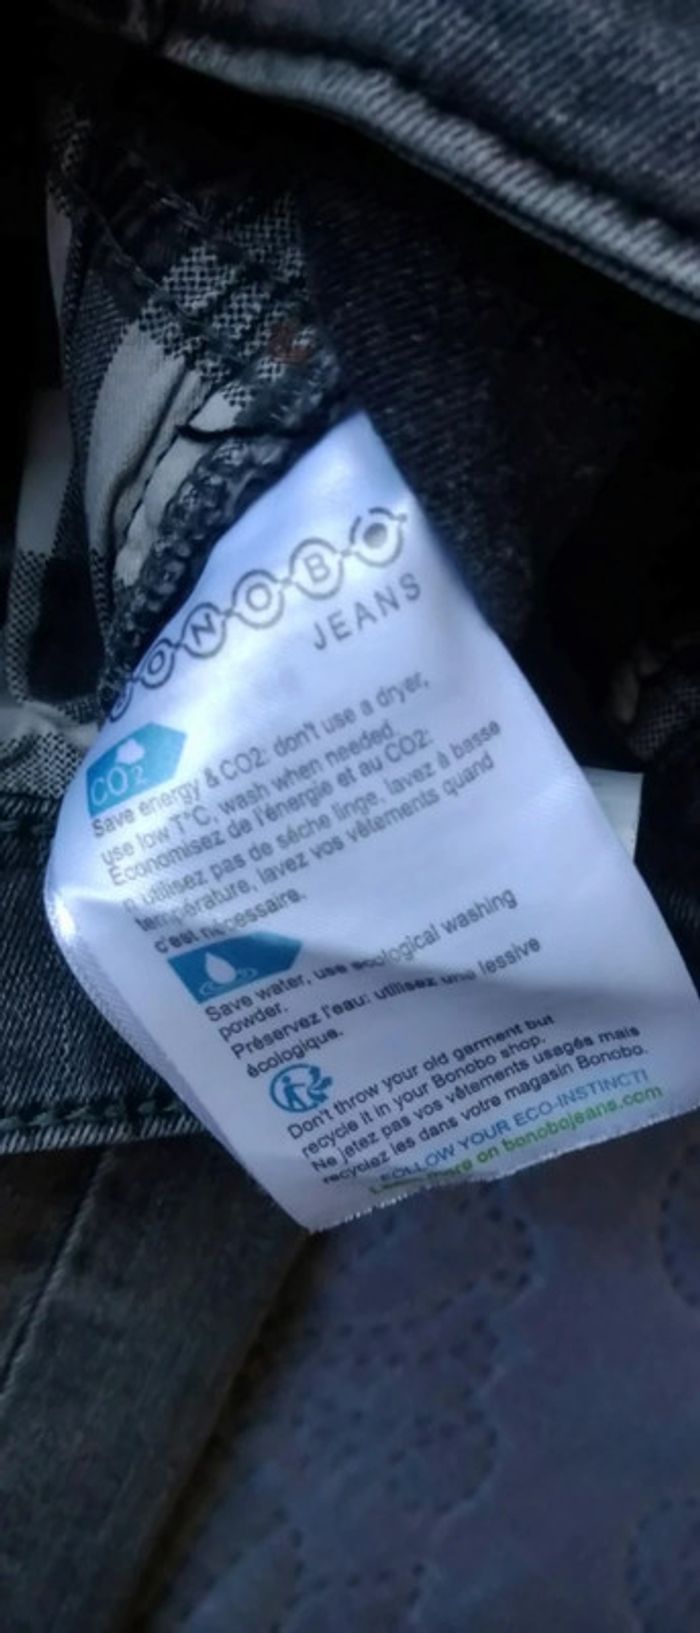 BONOBO
JEANS
CO2
Save energy & CO2: don't use a dryer,
use low T°C, wash when needed.
Économisez de l'énergie et au CO2:
n'utilisez pas de séche linge, lavez à basse
température, lavez vos vêtements quand
c'est nécessaire.
Save water, use ecological washing
powder.
Préservez l'eau: utilisez une lessive
écologique.
Don't throw your old garment but
recycle it in your Bonobo shop.
Ne jetez pas vos vêtements usagés mais
recyclez les dans votre magasin Bonobo.
FOLLOW YOUR ECO-INSTINCT!
Learn more on bonobojeans.com